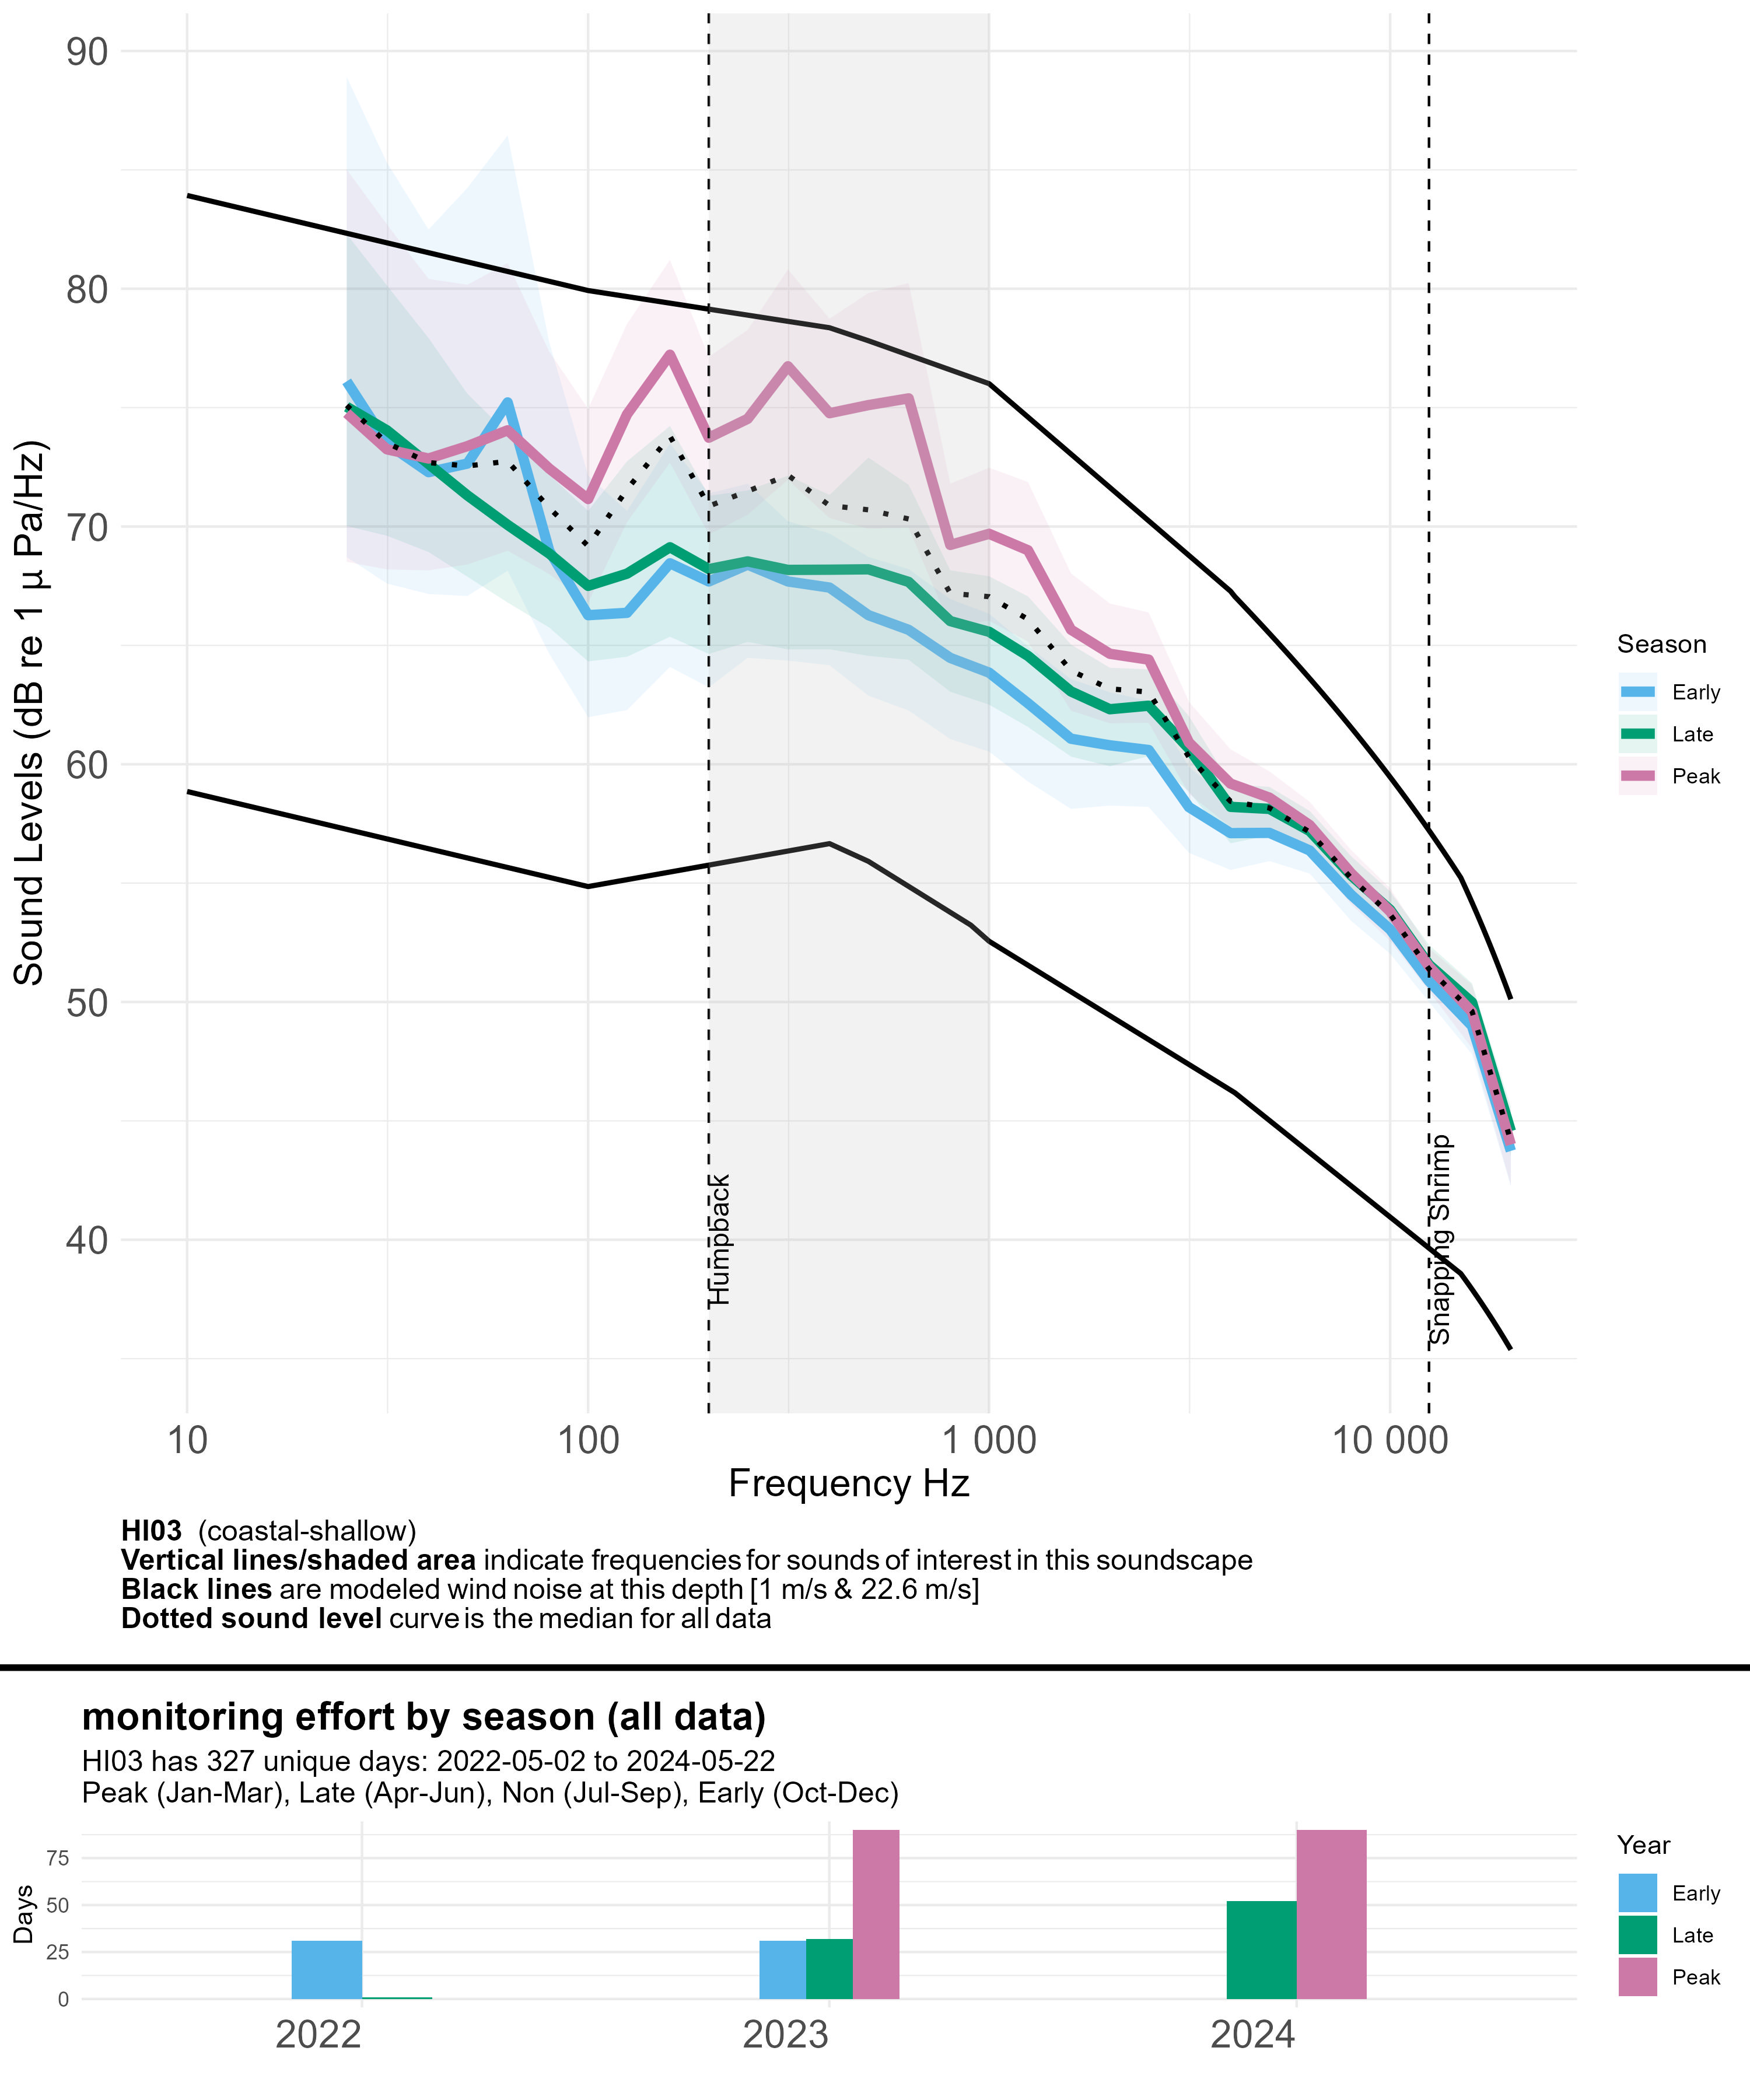 90
80
70
60
50
40
Sound Levels (dB re 1 µ Pa/Hz)
Humpback
Snapping Shrimp
10
100
1 000
10 000
Frequency Hz
Season
Early
Late
Peak
HI03 (coastal-shallow)
Vertical lines/shaded area indicate frequencies for sounds of interest in this soundscape
Black lines are modeled wind noise at this depth [1 m/s & 22.6 m/s]
Dotted sound level curve is the median for all data
monitoring effort by season (all data)
HI03 has 327 unique days: 2022-05-02 to 2024-05-22
Peak (Jan-Mar), Late (Apr-Jun), Non (Jul-Sep), Early (Oct-Dec)
75
50
25
0
Days
2022
2023
2024
Year
Early
Late
Peak